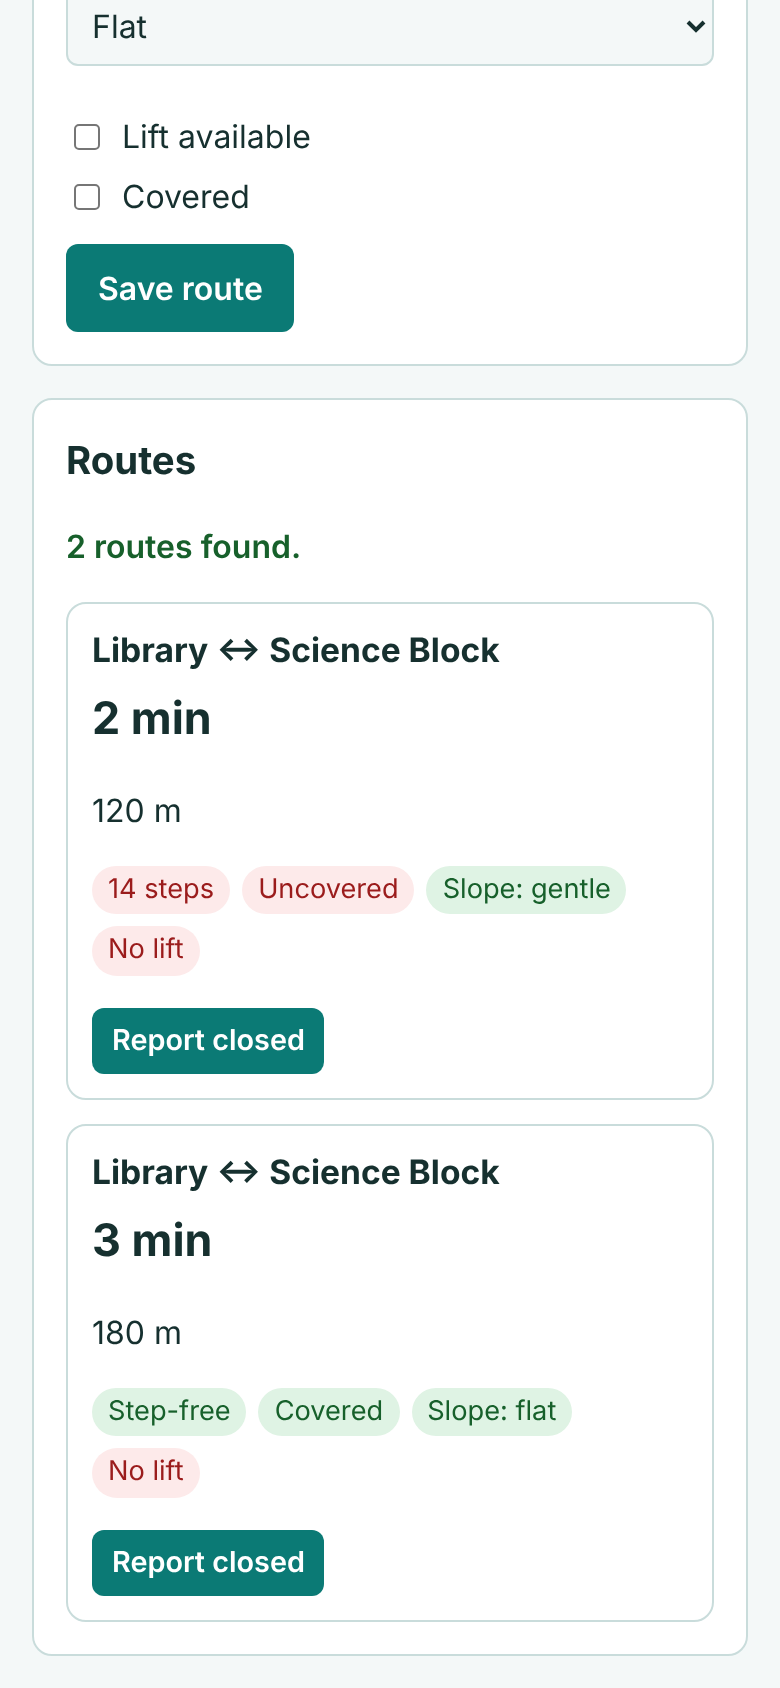 Flat
Lift available
Covered
Save route
Routes
2 routes found.
Library ↔ Science Block
2 min
120 m
14 steps Uncovered Slope: gentle
No lift
Report closed
Library ↔ Science Block
3 min
180 m
Step-free Covered Slope: flat
No lift
Report closed